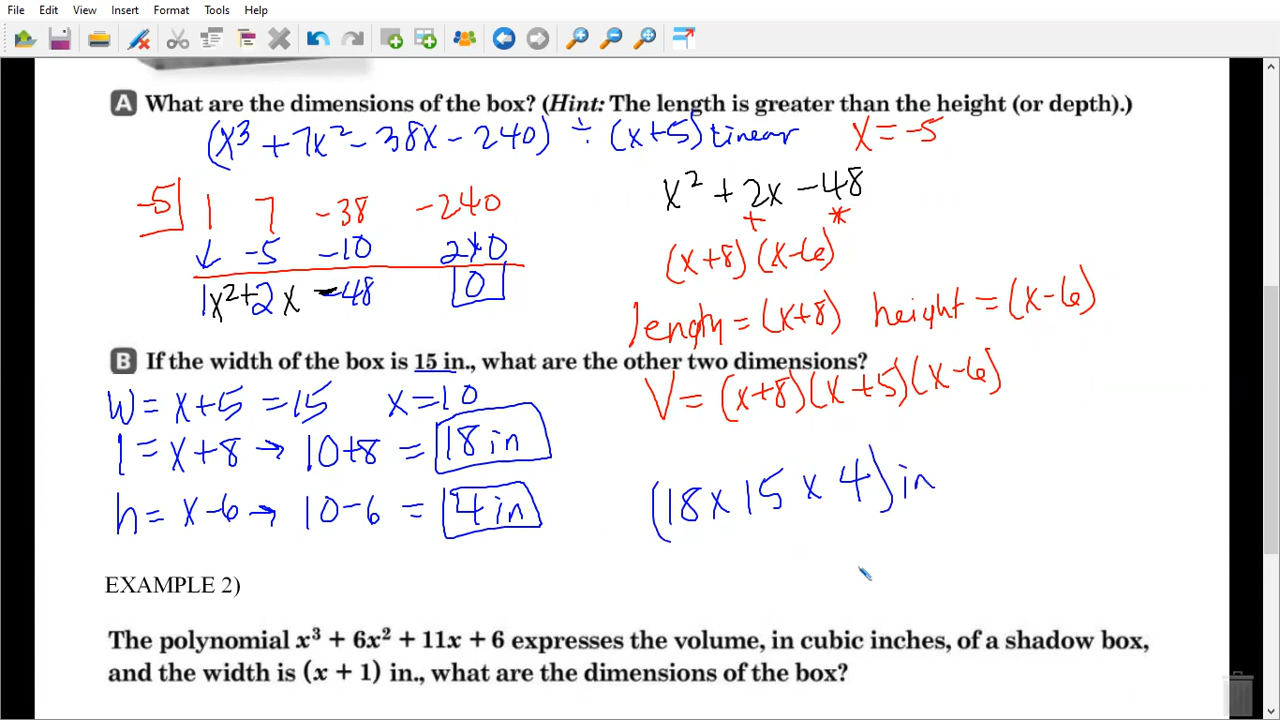 File Edit View Insert Format Tools Help
A What are the dimensions of the box? (Hint: The length is greater than the height (or depth).)
(x³ + 7x² - 38x - 240) ÷ (x+5) linear x = -5
x² + 2x - 48
-5 1 7 -38 -240
+ *
↓ -5 -10 240
(x+8)(x-6)
1x² + 2x - 48 0
length = (x+8) height = (x-6)
B If the width of the box is 15 in., what are the other two dimensions?
W = x+5 = 15 x = 10
V = (x+8)(x+5)(x-6)
l = x+8 → 10+8 = 18 in
(18 x 15 x 4) in
h = x-6 → 10-6 = 4 in
EXAMPLE 2)
The polynomial x³ + 6x² + 11x + 6 expresses the volume, in cubic inches, of a shadow box,
and the width is (x + 1) in., what are the dimensions of the box?